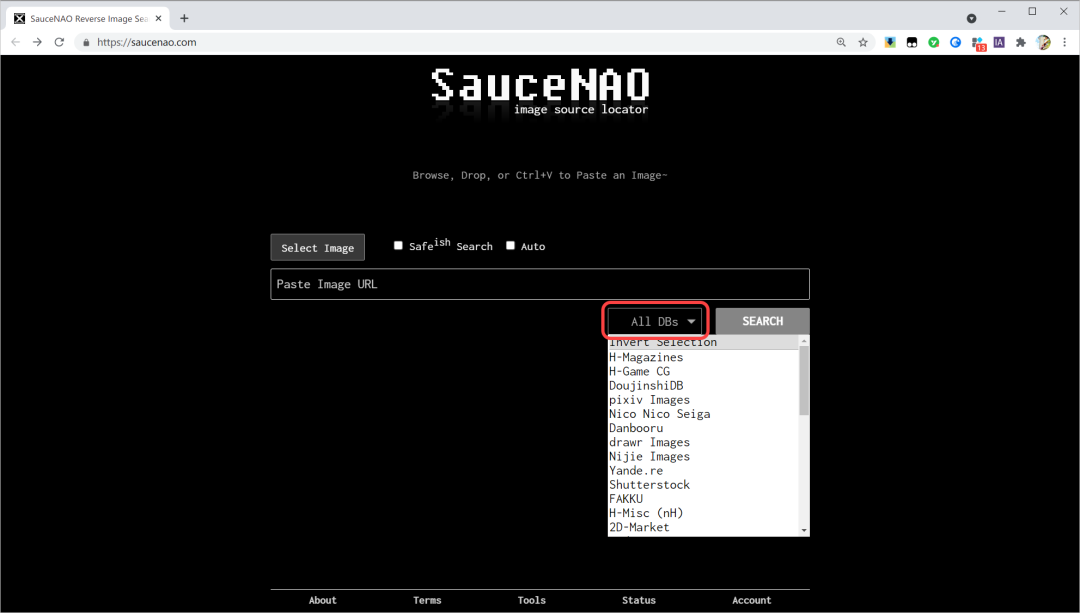 SauceNAO Reverse Image Sea
https://saucenao.com
13
IA
SauceNAO
image source locator
Browse, Drop, or Ctrl+V to Paste an Image~
Select Image
Safeish Search
Auto
Paste Image URL
All DBs
SEARCH
Invert Selection
H-Magazines
H-Game CG
DoujinshiDB
pixiv Images
Nico Nico Seiga
Danbooru
drawr Images
Nijie Images
Yande.re
Shutterstock
FAKKU
H-Misc (nH)
2D-Market
About
Terms
Tools
Status
Account